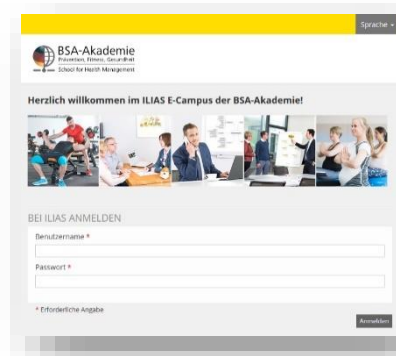 Sprache
BSA-Akademie
Prävention, Fitness, Gesundheit
School for Health Management
Herzlich willkommen im ILIAS E-Campus der BSA-Akademie!
BEI ILIAS ANMELDEN
Benutzername *
Passwort *
* Erforderliche Angabe
Anmelden